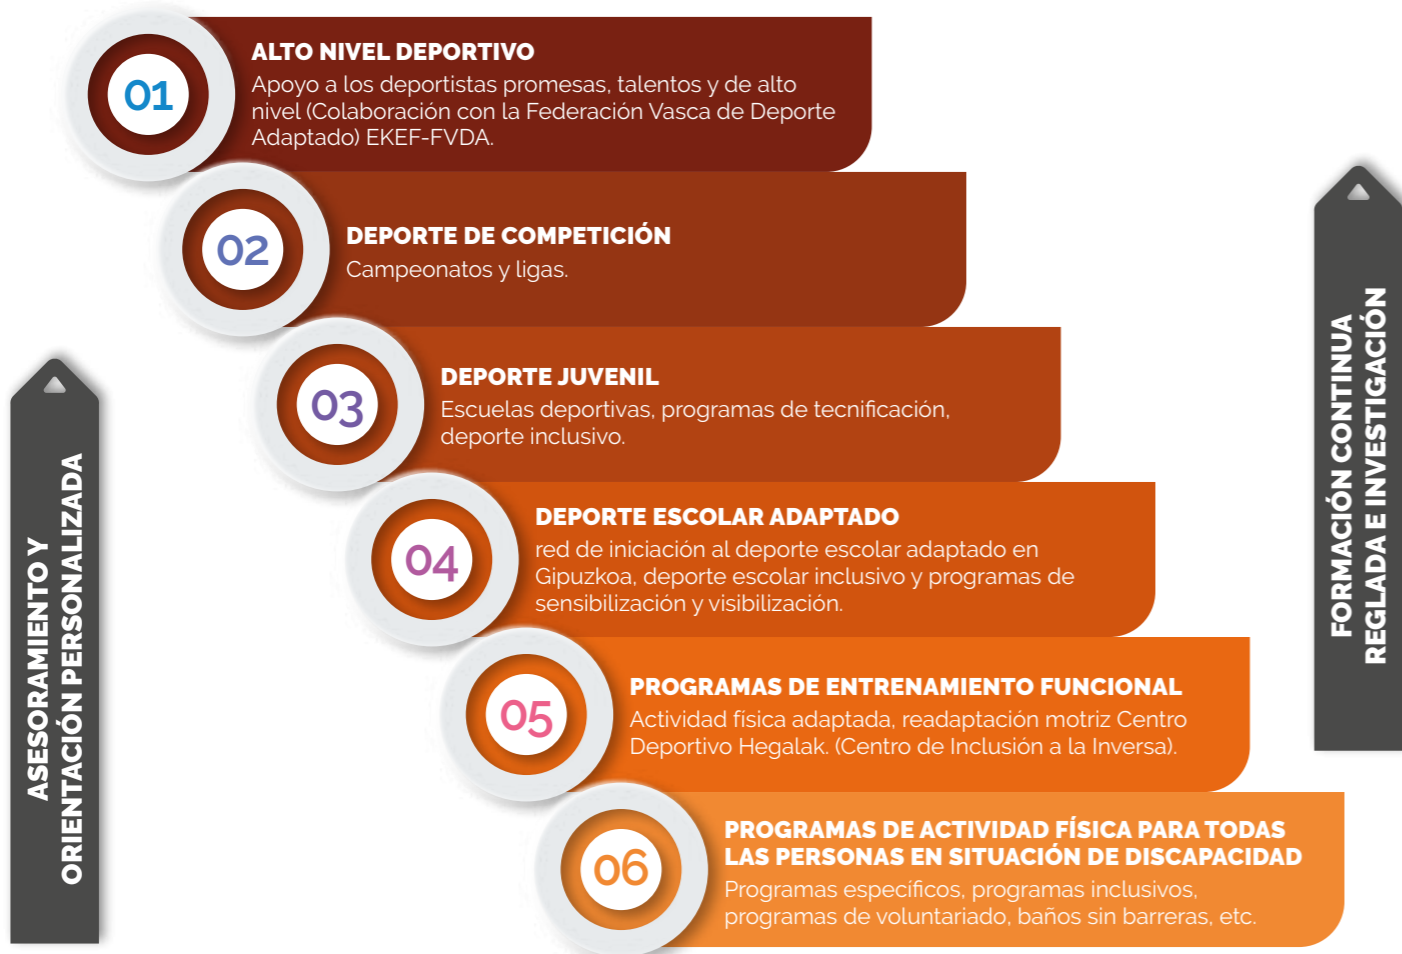 01
ALTO NIVEL DEPORTIVO
Apoyo a los deportistas promesas, talentos y de alto
nivel (Colaboración con la Federación Vasca de Deporte
Adaptado) EKEF-FVDA.
02
DEPORTE DE COMPETICIÓN
Campeonatos y ligas.
03
DEPORTE JUVENIL
Escuelas deportivas, programas de tecnificación,
deporte inclusivo.
04
DEPORTE ESCOLAR ADAPTADO
red de iniciación al deporte escolar adaptado en
Gipuzkoa, deporte escolar inclusivo y programas de
sensibilización y visibilización.
05
PROGRAMAS DE ENTRENAMIENTO FUNCIONAL
Actividad física adaptada, readaptación motriz Centro
Deportivo Hegalak. (Centro de Inclusión a la Inversa).
06
PROGRAMAS DE ACTIVIDAD FÍSICA PARA TODAS
LAS PERSONAS EN SITUACIÓN DE DISCAPACIDAD
Programas específicos, programas inclusivos,
programas de voluntariado, baños sin barreras, etc.
ASESORAMIENTO Y
ORIENTACIÓN PERSONALIZADA
FORMACIÓN CONTINUA
REGLADA E INVESTIGACIÓN